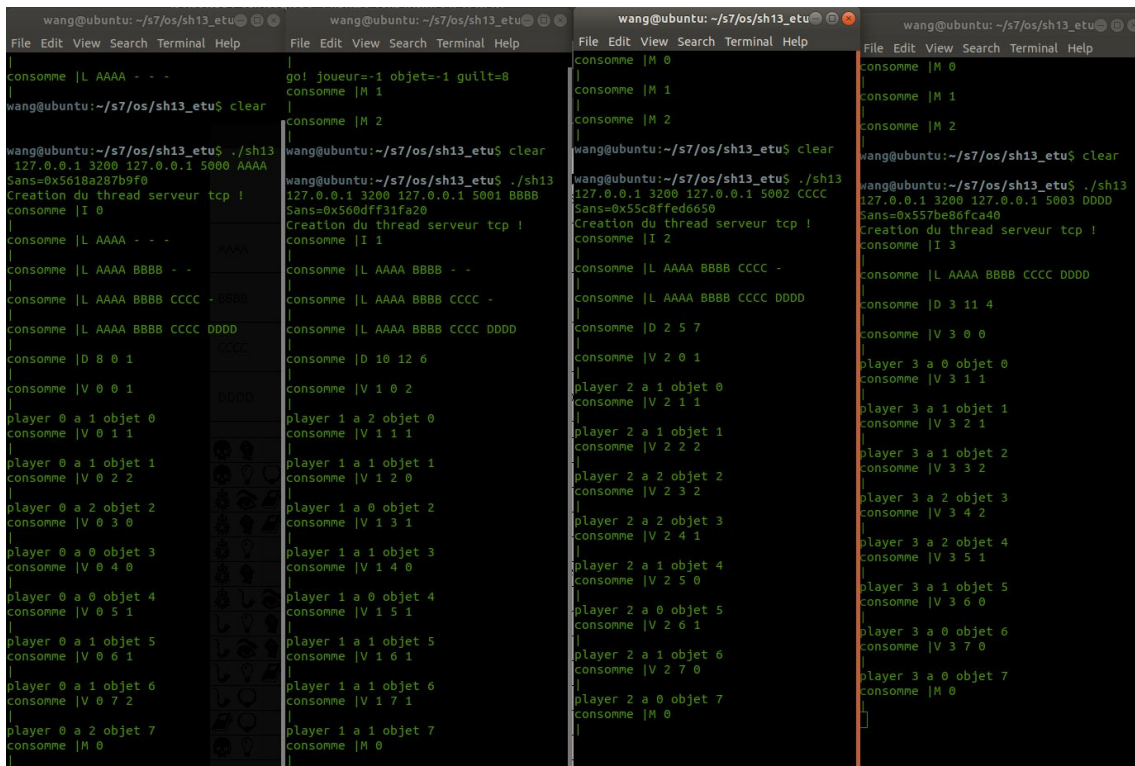 wang@ubuntu: ~/s7/os/sh13_etu
File Edit View Search Terminal Help
|
consomme |L AAAA - - -
|
wang@ubuntu:~/s7/os/sh13_etu$ clear
wang@ubuntu:~/s7/os/sh13_etu$ ./sh13
127.0.0.1 3200 127.0.0.1 5000 AAAA
Sans=0x5618a287b9f0
Creation du thread serveur tcp !
consomme |I 0
|
consomme |L AAAA - - -
|
consomme |L AAAA BBBB - -
|
consomme |L AAAA BBBB CCCC -
|
consomme |L AAAA BBBB CCCC DDDD
|
consomme |D 8 0 1
|
consomme |V 0 0 1
|
player 0 a 1 objet 0
consomme |V 0 1 1
|
player 0 a 1 objet 1
consomme |V 0 2 2
|
player 0 a 2 objet 2
consomme |V 0 3 0
|
player 0 a 0 objet 3
consomme |V 0 4 0
|
player 0 a 0 objet 4
consomme |V 0 5 1
|
player 0 a 1 objet 5
consomme |V 0 6 1
|
player 0 a 1 objet 6
consomme |V 0 7 2
|
player 0 a 2 objet 7
consomme |M 0
|
AAAA
BBBB
CCCC
DDDD
wang@ubuntu: ~/s7/os/sh13_etu
File Edit View Search Terminal Help
|
go! joueur=-1 objet=-1 guilt=8
consomme |M 1
|
consomme |M 2
|
wang@ubuntu:~/s7/os/sh13_etu$ clear
wang@ubuntu:~/s7/os/sh13_etu$ ./sh13
127.0.0.1 3200 127.0.0.1 5001 BBBB
Sans=0x560dff31fa20
Creation du thread serveur tcp !
consomme |I 1
|
consomme |L AAAA BBBB - -
|
consomme |L AAAA BBBB CCCC -
|
consomme |L AAAA BBBB CCCC DDDD
|
consomme |D 10 12 6
|
consomme |V 1 0 2
|
player 1 a 2 objet 0
consomme |V 1 1 1
|
player 1 a 1 objet 1
consomme |V 1 2 0
|
player 1 a 0 objet 2
consomme |V 1 3 1
|
player 1 a 1 objet 3
consomme |V 1 4 0
|
player 1 a 0 objet 4
consomme |V 1 5 1
|
player 1 a 1 objet 5
consomme |V 1 6 1
|
player 1 a 1 objet 6
consomme |V 1 7 1
|
player 1 a 1 objet 7
consomme |M 0
|
wang@ubuntu: ~/s7/os/sh13_etu
File Edit View Search Terminal Help
consomme |M 0
|
consomme |M 1
|
consomme |M 2
|
wang@ubuntu:~/s7/os/sh13_etu$ clear
wang@ubuntu:~/s7/os/sh13_etu$ ./sh13
127.0.0.1 3200 127.0.0.1 5002 CCCC
Sans=0x55c8ffed6650
Creation du thread serveur tcp !
consomme |I 2
|
consomme |L AAAA BBBB CCCC -
|
consomme |L AAAA BBBB CCCC DDDD
|
consomme |D 2 5 7
|
consomme |V 2 0 1
|
player 2 a 1 objet 0
consomme |V 2 1 1
|
player 2 a 1 objet 1
consomme |V 2 2 2
|
player 2 a 2 objet 2
consomme |V 2 3 2
|
player 2 a 2 objet 3
consomme |V 2 4 1
|
player 2 a 1 objet 4
consomme |V 2 5 0
|
player 2 a 0 objet 5
consomme |V 2 6 1
|
player 2 a 1 objet 6
consomme |V 2 7 0
|
player 2 a 0 objet 7
consomme |M 0
|
wang@ubuntu: ~/s7/os/sh13_etu
File Edit View Search Terminal Help
consomme |M 0
|
consomme |M 1
|
consomme |M 2
|
wang@ubuntu:~/s7/os/sh13_etu$ clear
wang@ubuntu:~/s7/os/sh13_etu$ ./sh13
127.0.0.1 3200 127.0.0.1 5003 DDDD
Sans=0x557be86fca40
Creation du thread serveur tcp !
consomme |I 3
|
consomme |L AAAA BBBB CCCC DDDD
|
consomme |D 3 11 4
|
consomme |V 3 0 0
|
player 3 a 0 objet 0
consomme |V 3 1 1
|
player 3 a 1 objet 1
consomme |V 3 2 1
|
player 3 a 1 objet 2
consomme |V 3 3 2
|
player 3 a 2 objet 3
consomme |V 3 4 2
|
player 3 a 2 objet 4
consomme |V 3 5 1
|
player 3 a 1 objet 5
consomme |V 3 6 0
|
player 3 a 0 objet 6
consomme |V 3 7 0
|
player 3 a 0 objet 7
consomme |M 0
|